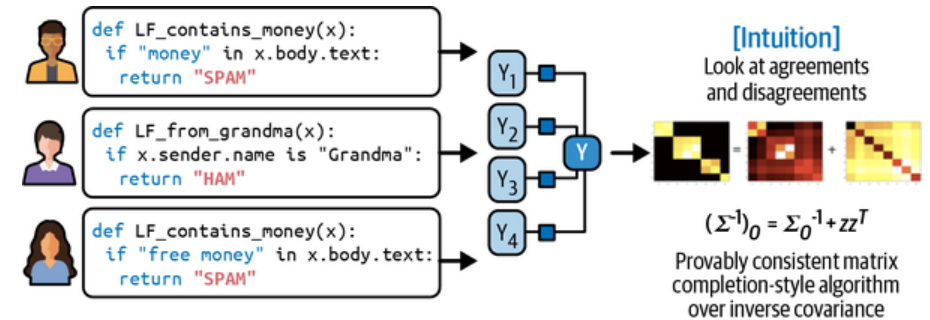 def LF_contains_money(x):
if "money" in x.body.text:
return "SPAM"
def LF_from_grandma(x):
if x.sender.name is "Grandma":
return "HAM"
def LF_contains_money(x):
if "free money" in x.body.text:
return "SPAM"
Y1
Y2
Y3
Y4
Y
[Intuition]
Look at agreements
and disagreements
=
+
(Σ⁻¹)₀ = Σ₀⁻¹ + zzᵀ
Provably consistent matrix
completion-style algorithm
over inverse covariance